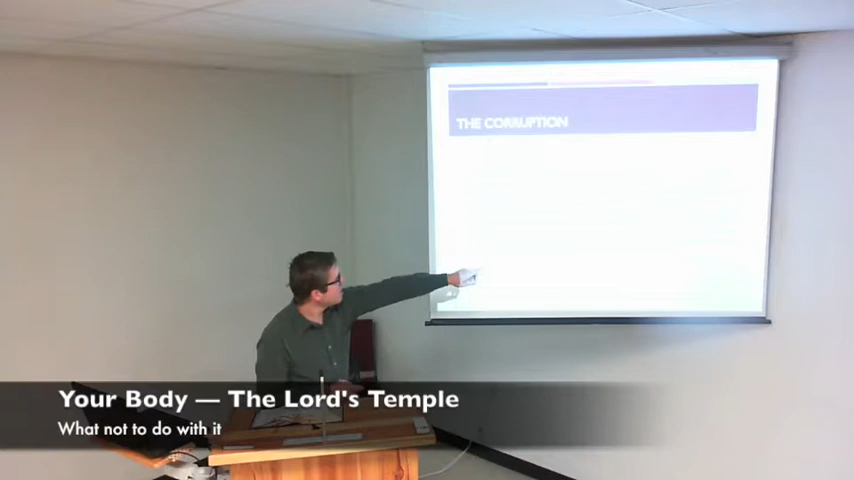 THE CORRUPTION
Your Body — The Lord's Temple
What not to do with it